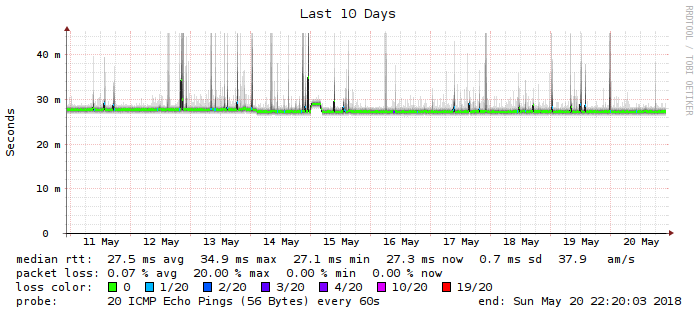 Last 10 Days
RRDTOOL / TOBI OETIKER
Seconds
40 m
30 m
20 m
10 m
0
11 May 12 May 13 May 14 May 15 May 16 May 17 May 18 May 19 May 20 May
median rtt: 27.5 ms avg 34.9 ms max 27.1 ms min 27.3 ms now 0.7 ms sd 37.9 am/s
packet loss: 0.07 % avg 20.00 % max 0.00 % min 0.00 % now
loss color: 0 1/20 2/20 3/20 4/20 10/20 19/20
probe: 20 ICMP Echo Pings (56 Bytes) every 60s end: Sun May 20 22:20:03 2018